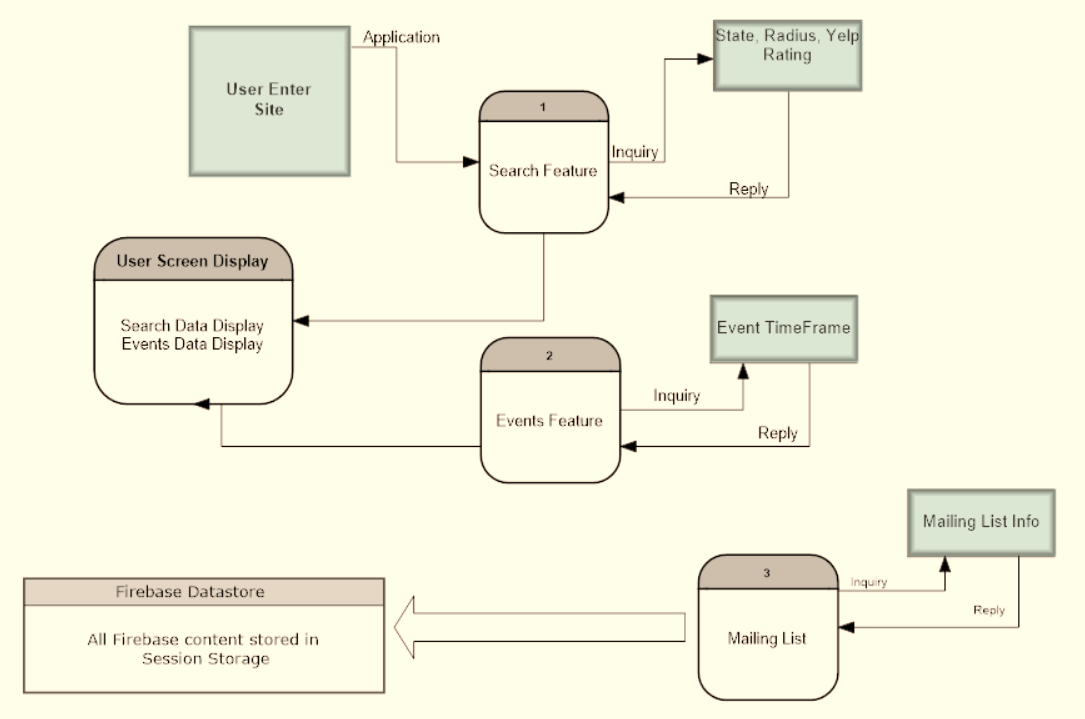 Application
User Enter
Site
State, Radius, Yelp
Rating
1
Search Feature
Inquiry
Reply
User Screen Display
Search Data Display
Events Data Display
Event TimeFrame
2
Events Feature
Inquiry
Reply
Mailing List Info
3
Mailing List
Inquiry
Reply
Firebase Datastore
All Firebase content stored in
Session Storage